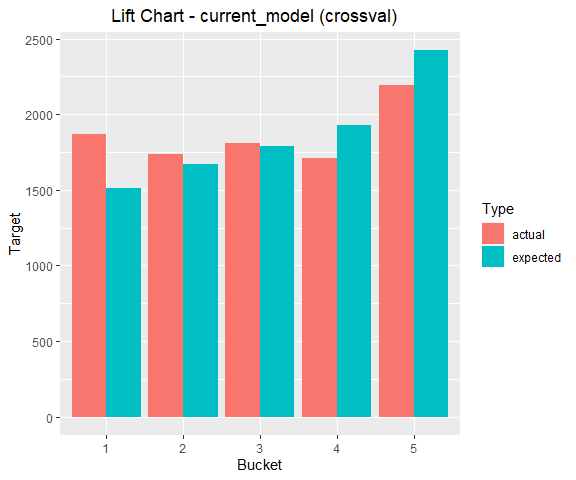 Lift Chart - current_model (crossval)
2500
2000
1500
1000
500
0
Target
1 2 3 4 5
Bucket
Type
actual
expected